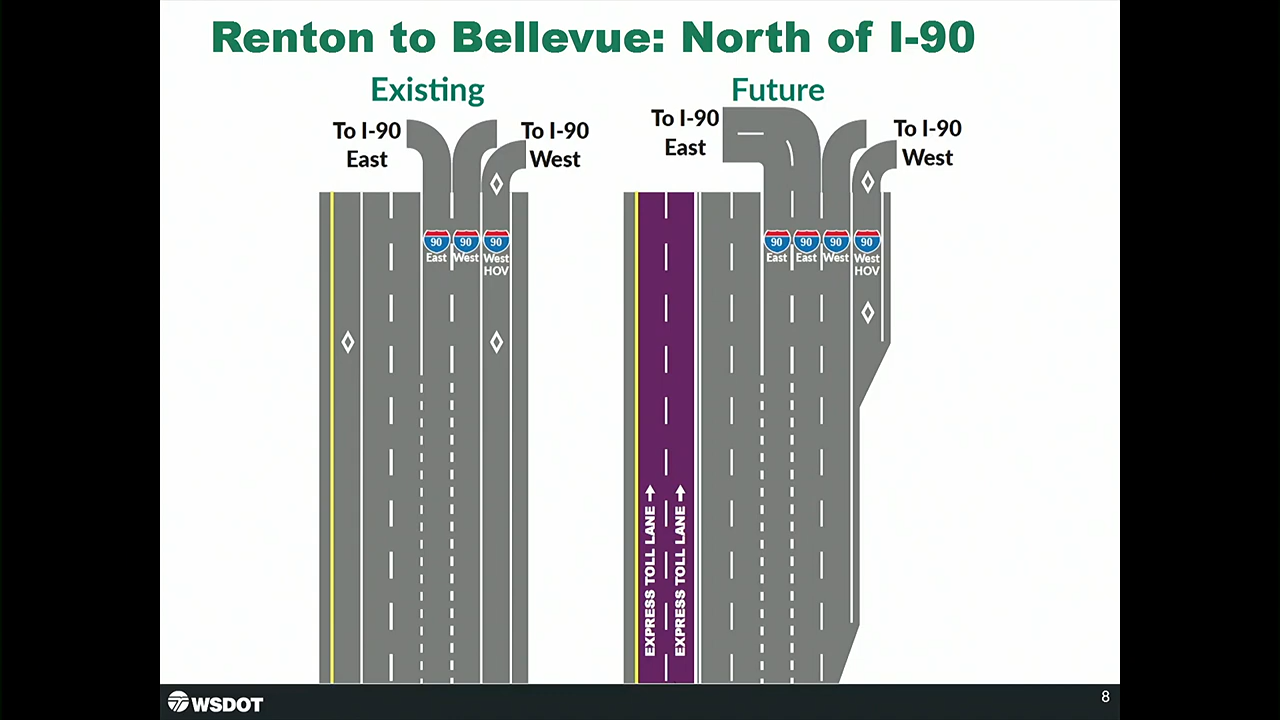 Renton to Bellevue: North of I-90
Existing
To I-90
East
To I-90
West
90
East
90
West
90
West
HOV
Future
To I-90
East
To I-90
West
90
East
90
East
90
West
90
West
HOV
EXPRESS TOLL LANE
EXPRESS TOLL LANE
WSDOT
8